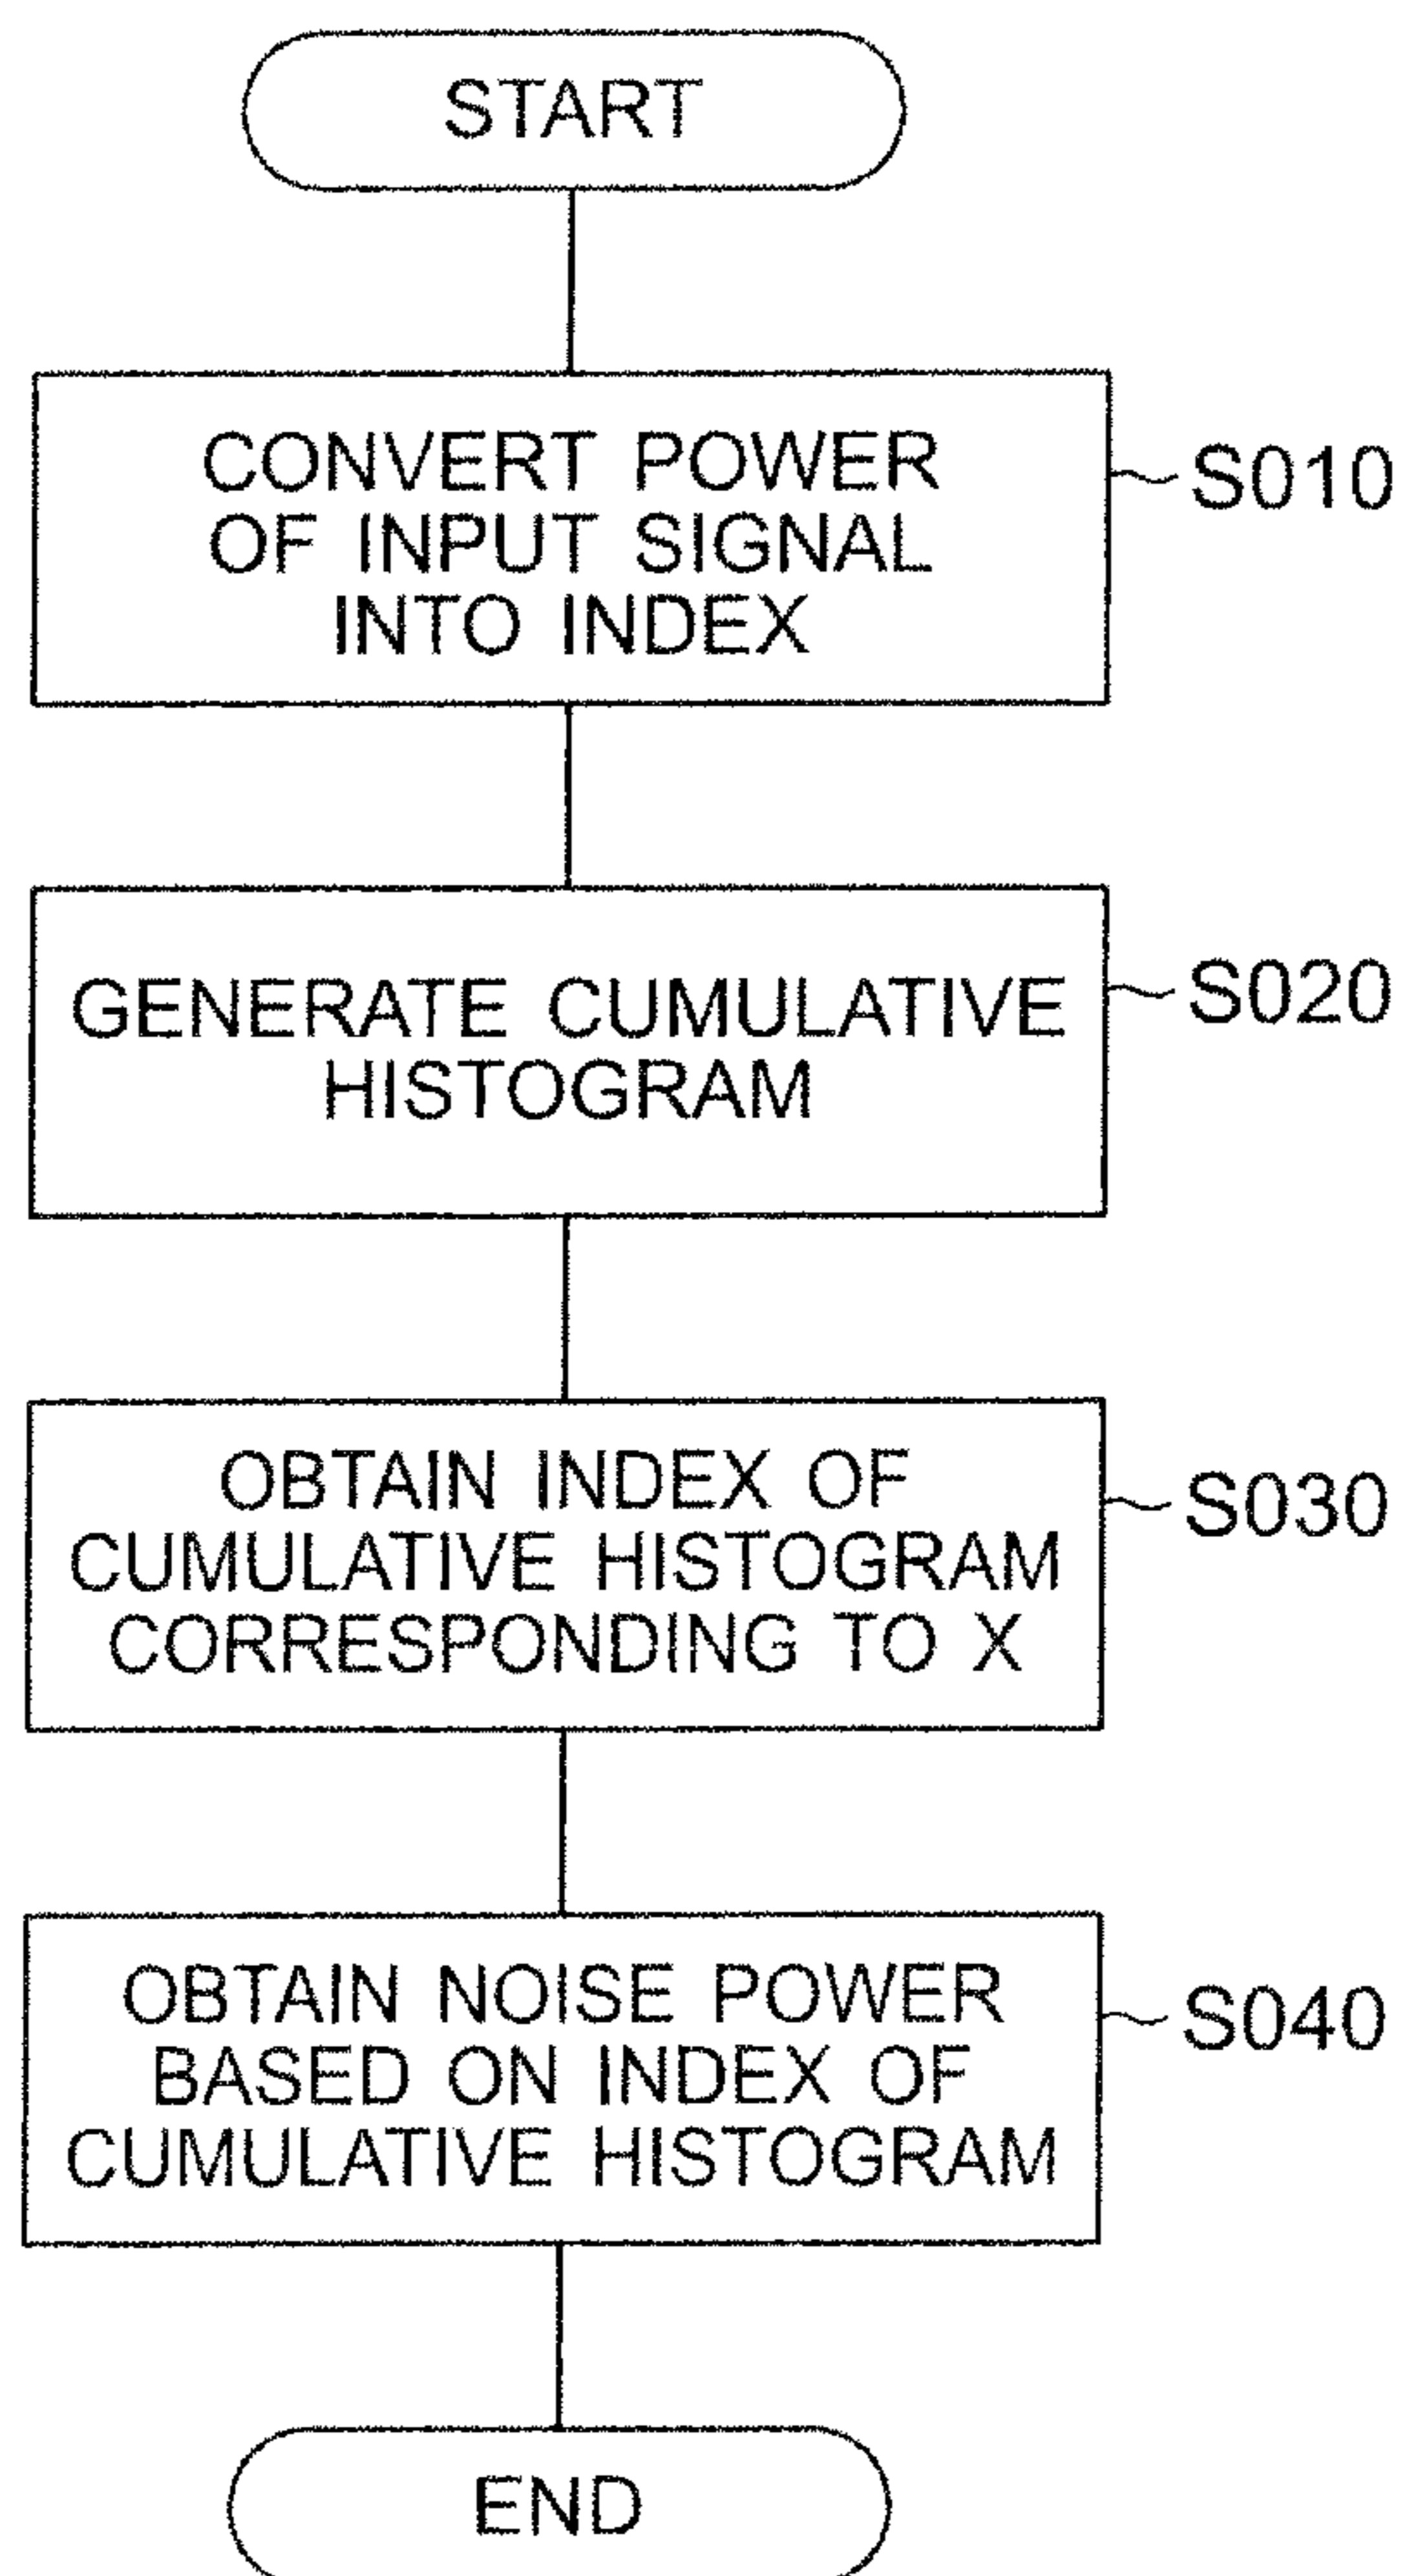 START
CONVERT POWER
OF INPUT SIGNAL
INTO INDEX
S010
GENERATE CUMULATIVE
HISTOGRAM
S020
OBTAIN INDEX OF
CUMULATIVE HISTOGRAM
CORRESPONDING TO X
S030
OBTAIN NOISE POWER
BASED ON INDEX OF
CUMULATIVE HISTOGRAM
S040
END